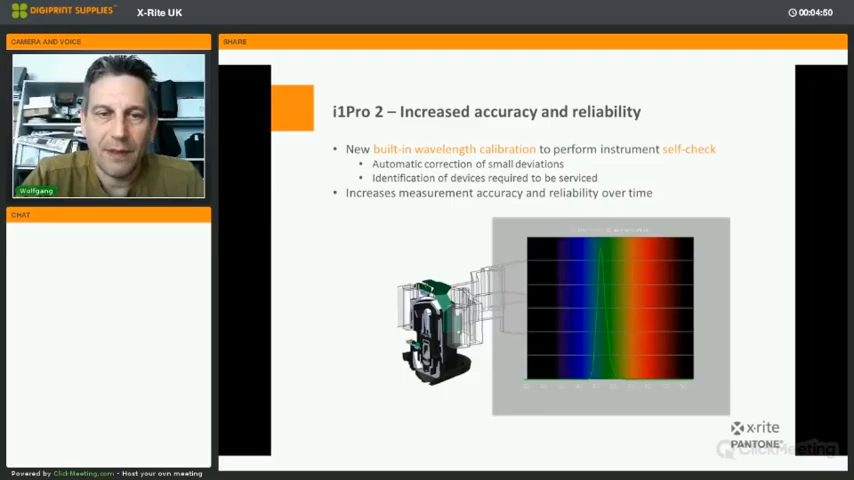 DIGIPRINT SUPPLIES™
X-Rite UK
00:04:50
CAMERA AND VOICE
SHARE
Wolfgang
CHAT
i1Pro 2 – Increased accuracy and reliability
• New built-in wavelength calibration to perform instrument self-check
• Automatic correction of small deviations
• Identification of devices required to be serviced
• Increases measurement accuracy and reliability over time
x-rite
PANTONE®
ClickMeeting
Powered by ClickMeeting.com - Host your own meeting